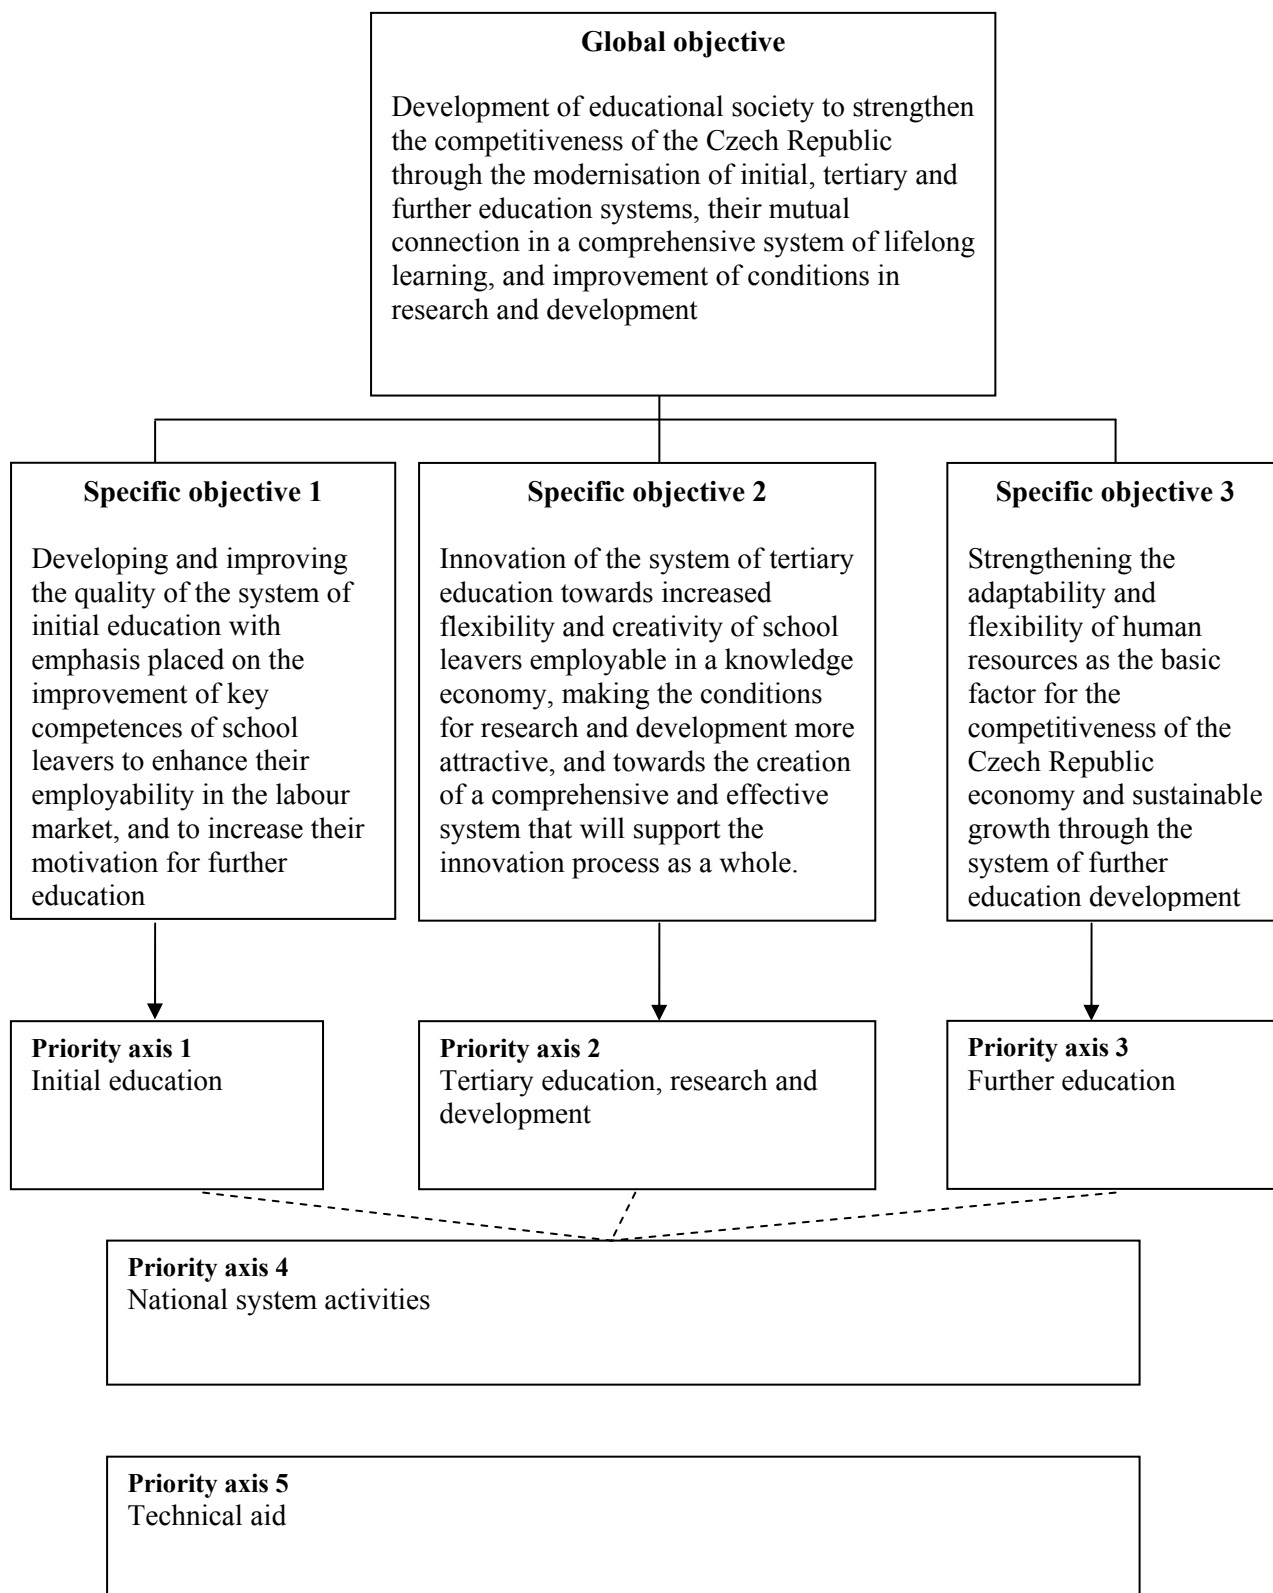 Global objective
Development of educational society to strengthen
the competitiveness of the Czech Republic
through the modernisation of initial, tertiary and
further education systems, their mutual
connection in a comprehensive system of lifelong
learning, and improvement of conditions in
research and development
Specific objective 1
Developing and improving
the quality of the system of
initial education with
emphasis placed on the
improvement of key
competences of school
leavers to enhance their
employability in the labour
market, and to increase their
motivation for further
education
Specific objective 2
Innovation of the system of tertiary
education towards increased
flexibility and creativity of school
leavers employable in a knowledge
economy, making the conditions
for research and development more
attractive, and towards the creation
of a comprehensive and effective
system that will support the
innovation process as a whole.
Specific objective 3
Strengthening the
adaptability and
flexibility of human
resources as the basic
factor for the
competitiveness of the
Czech Republic
economy and sustainable
growth through the
system of further
education development
Priority axis 1
Initial education
Priority axis 2
Tertiary education, research and
development
Priority axis 3
Further education
Priority axis 4
National system activities
Priority axis 5
Technical aid